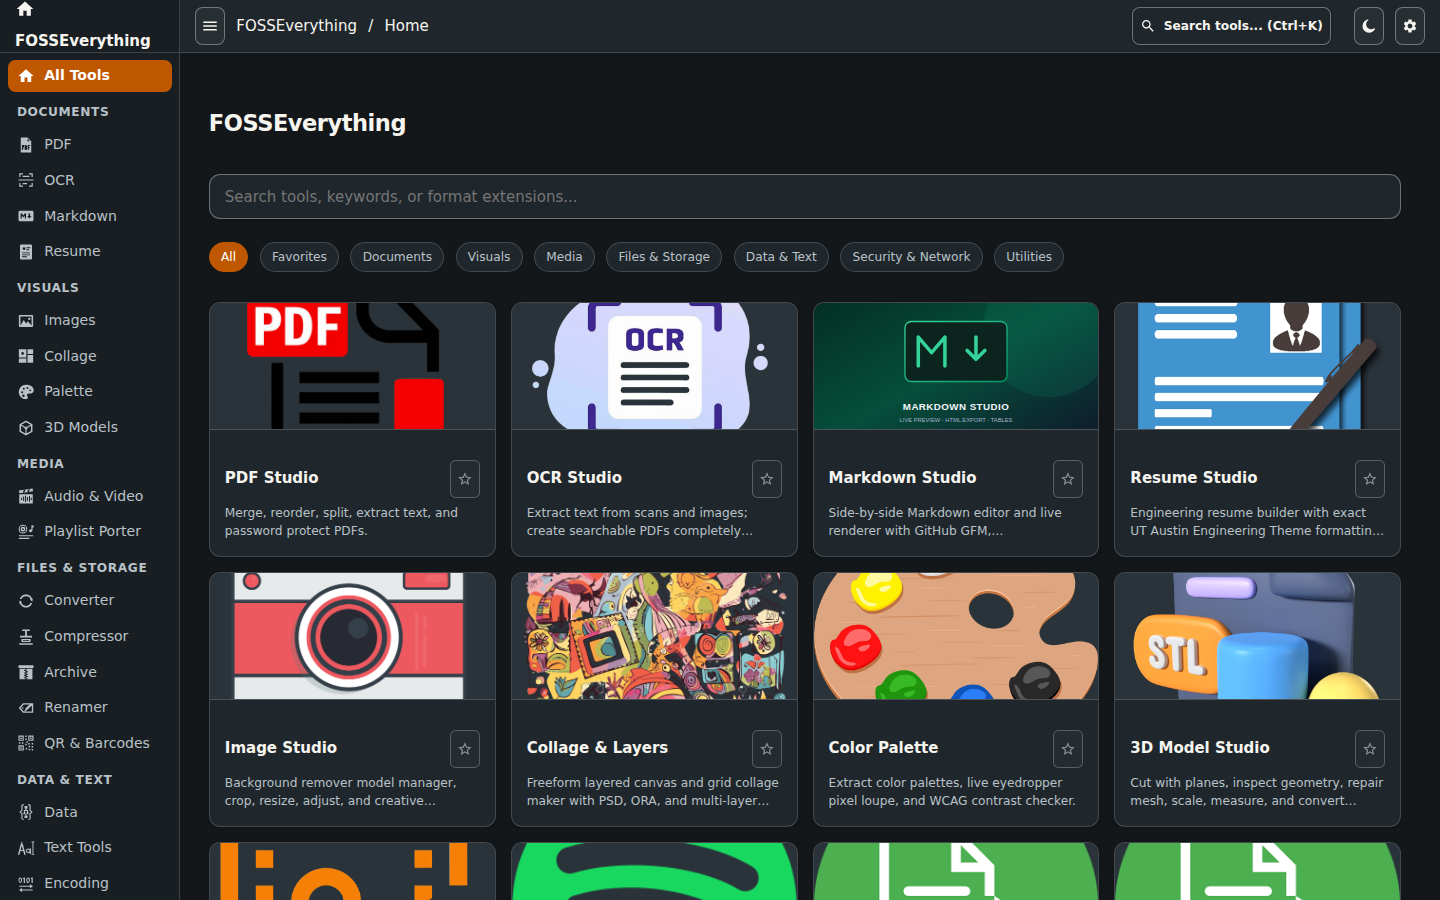 FOSSEverything
FOSSEverything / Home
Search tools... (Ctrl+K)
All Tools
DOCUMENTS
PDF
OCR
Markdown
Resume
VISUALS
Images
Collage
Palette
3D Models
MEDIA
Audio & Video
Playlist Porter
FILES & STORAGE
Converter
Compressor
Archive
Renamer
QR & Barcodes
DATA & TEXT
Data
Text Tools
Encoding
FOSSEverything
Search tools, keywords, or format extensions...
All
Favorites
Documents
Visuals
Media
Files & Storage
Data & Text
Security & Network
Utilities
PDF
PDF Studio
Merge, reorder, split, extract text, and
password protect PDFs.
OCR
OCR Studio
Extract text from scans and images;
create searchable PDFs completely...
M
MARKDOWN STUDIO
LIVE PREVIEW · HTML EXPORT · TABLES
Markdown Studio
Side-by-side Markdown editor and live
renderer with GitHub GFM,...
Resume Studio
Engineering resume builder with exact
UT Austin Engineering Theme formattin...
Image Studio
Background remover model manager,
crop, resize, adjust, and creative...
Collage & Layers
Freeform layered canvas and grid collage
maker with PSD, ORA, and multi-layer...
Color Palette
Extract color palettes, live eyedropper
pixel loupe, and WCAG contrast checker.
STL
3D Model Studio
Cut with planes, inspect geometry, repair
mesh, scale, measure, and convert...